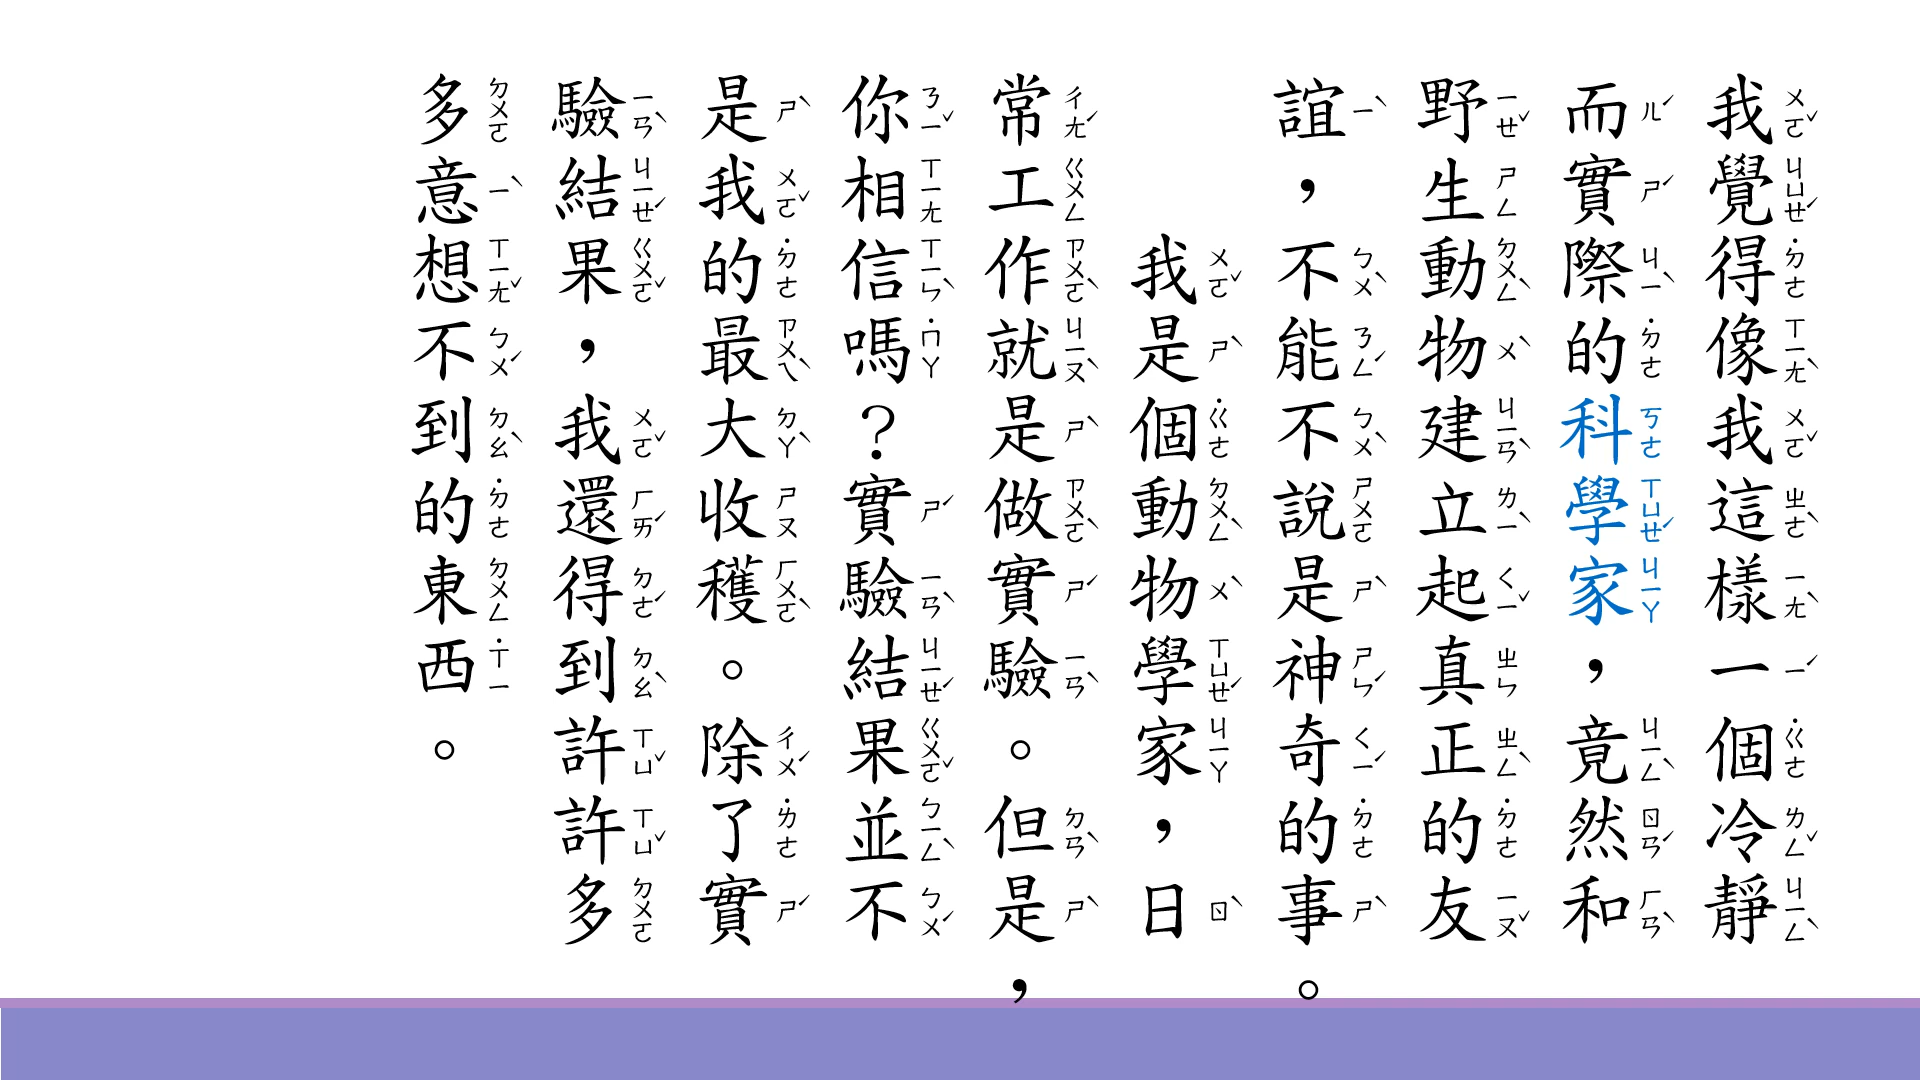 我覺得像我這樣一個冷靜
而實際的科學家，竟然和
野生動物建立起真正的友
誼，不能不說是神奇的事。
我是個動物學家，日
常工作就是做實驗。但是，
你相信嗎？實驗結果並不
是我的最大收穫。除了實
驗結果，我還得到許許多
多意想不到的東西。